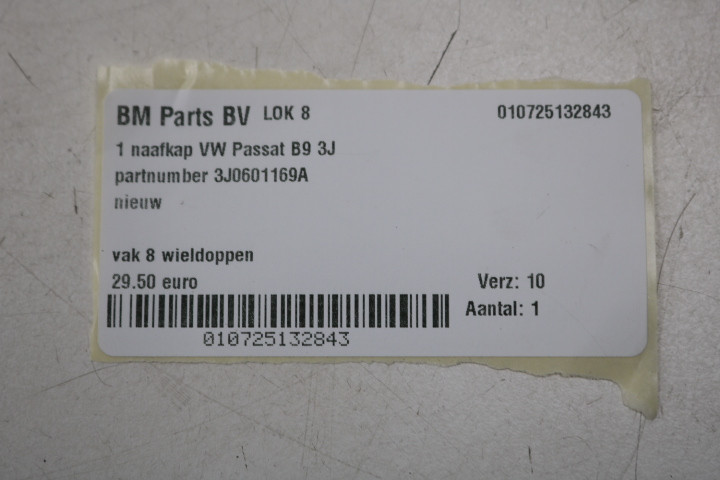 BM Parts BV LOK 8 010725132843
1 naafkap VW Passat B9 3J
partnumber 3J0601169A
nieuw
vak 8 wieldoppen
29.50 euro Verz: 10
Aantal: 1
010725132843